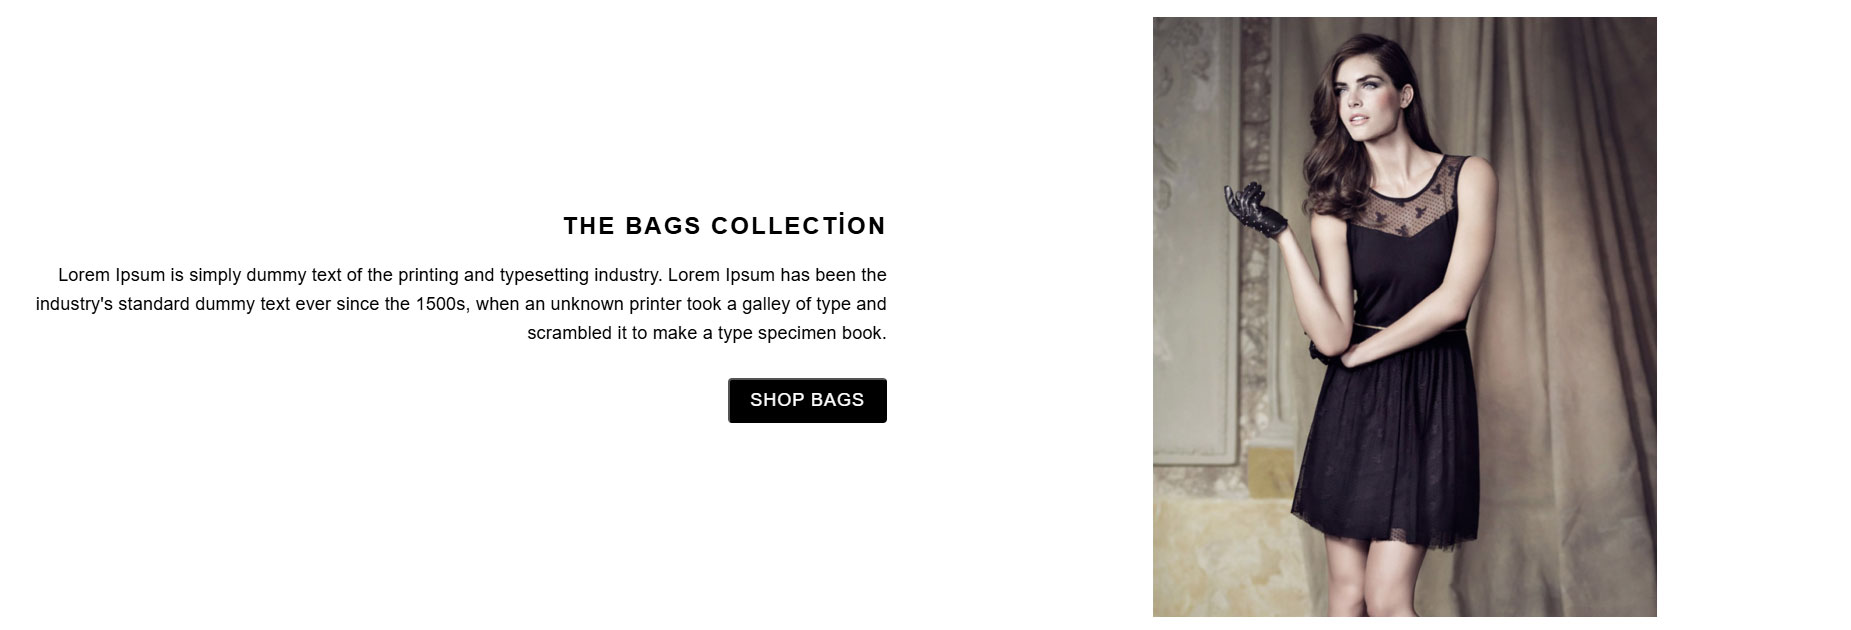 THE BAGS COLLECTİON
Lorem Ipsum is simply dummy text of the printing and typesetting industry. Lorem Ipsum has been the
industry's standard dummy text ever since the 1500s, when an unknown printer took a galley of type and
scrambled it to make a type specimen book.
SHOP BAGS